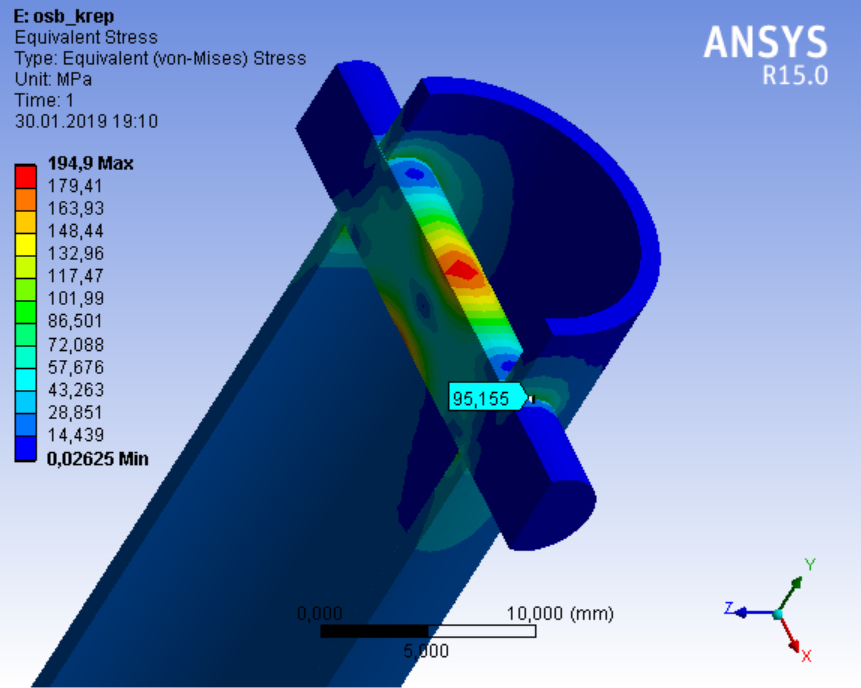 E: osb_krep
Equivalent Stress
Type: Equivalent (von-Mises) Stress
Unit: MPa
Time: 1
30.01.2019 19:10
ANSYS
R15.0
194,9 Max
179,41
163,93
148,44
132,96
117,47
101,99
86,501
72,088
57,676
43,263
28,851
14,439
0,02625 Min
95,155
0,000
10,000 (mm)
5,000
Y
Z
X